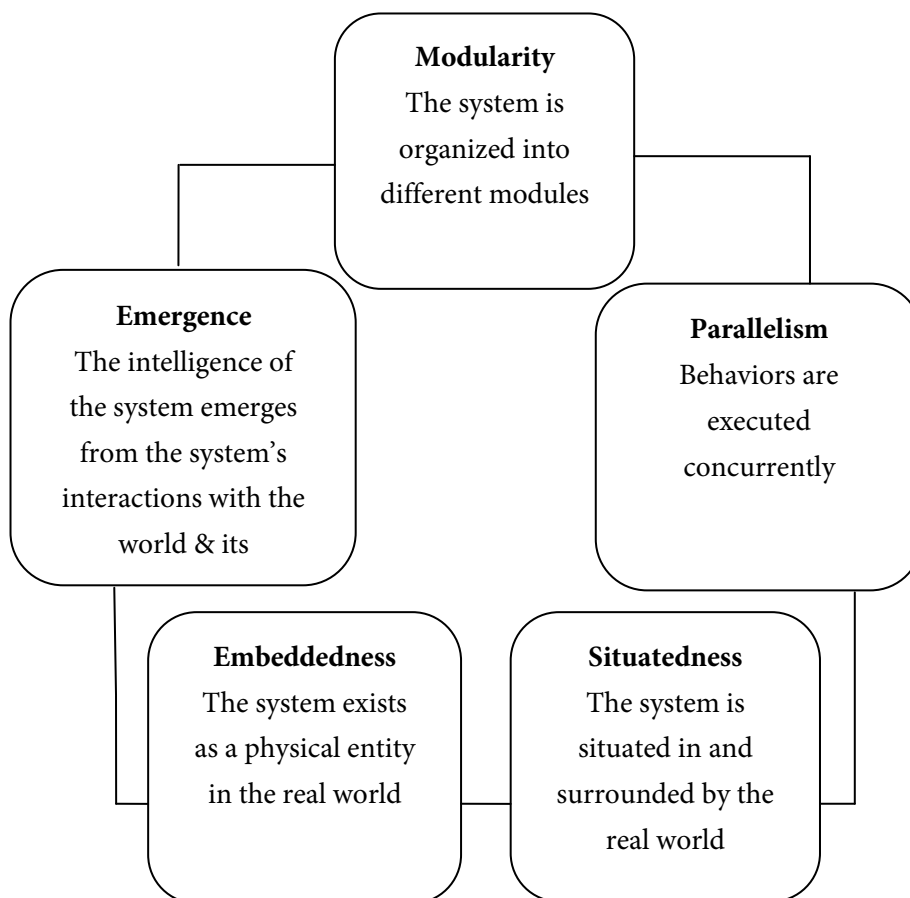 Modularity
The system is
organized into
different modules
Emergence
The intelligence of
the system emerges
from the system’s
interactions with the
world & its
Parallelism
Behaviors are
executed
concurrently
Embeddedness
The system exists
as a physical entity
in the real world
Situatedness
The system is
situated in and
surrounded by the
real world